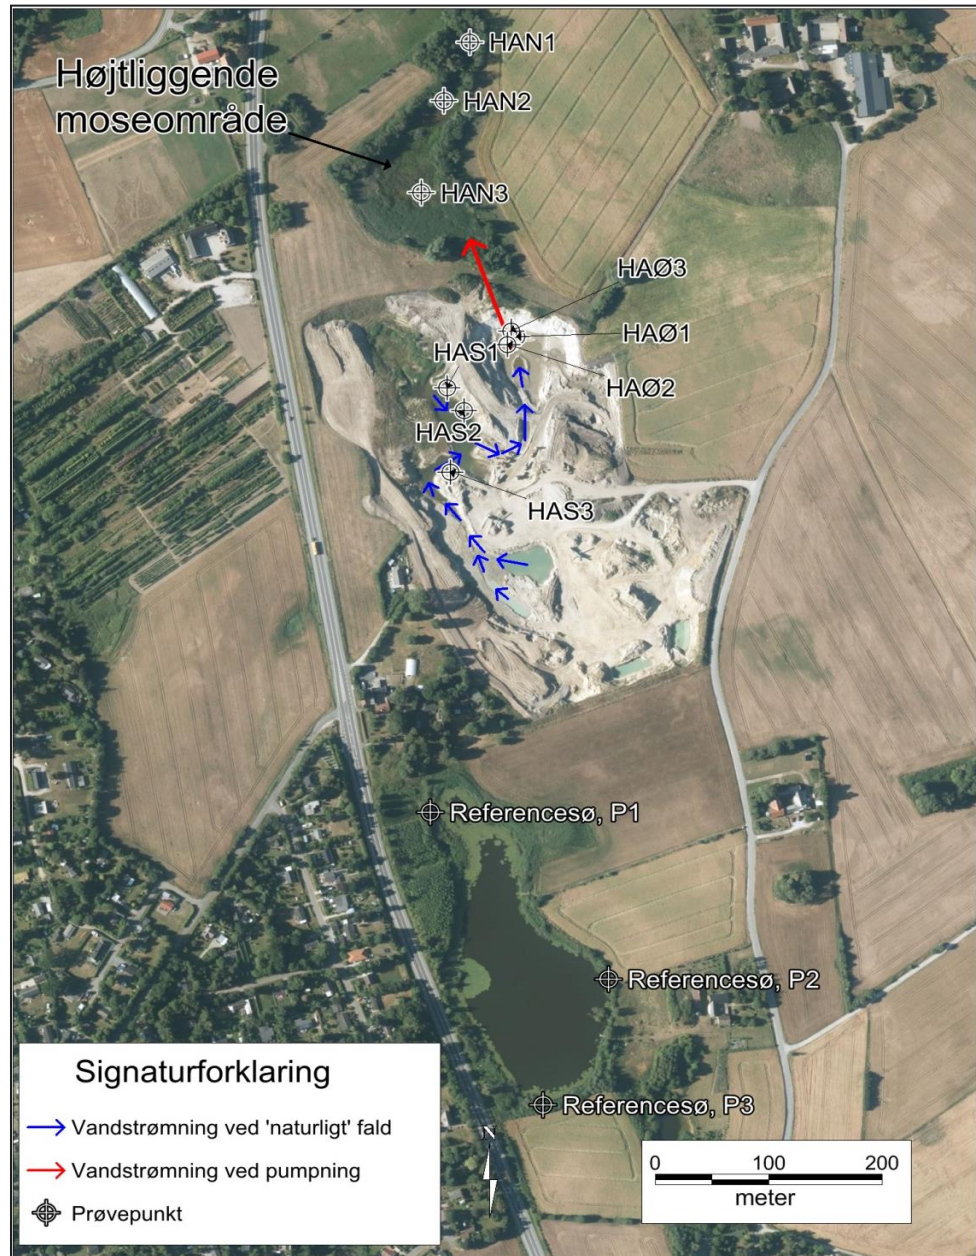 HAN1
Højtliggende
moseområde
HAN2
HAN3
HAØ3
HAØ1
HAS1
HAØ2
HAS2
HAS3
Referencesø, P1
Referencesø, P2
Referencesø, P3
Signaturforklaring
Vandstrømning ved 'naturligt' fald
Vandstrømning ved pumpning
Prøvepunkt
N
0 100 200
meter